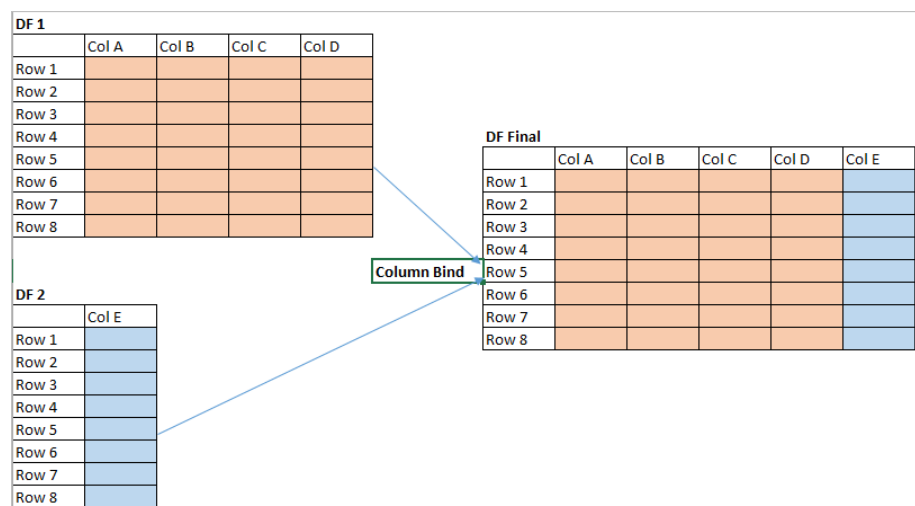 DF 1
Col A Col B Col C Col D
Row 1
Row 2
Row 3
Row 4
Row 5
Row 6
Row 7
Row 8
DF 2
Col E
Row 1
Row 2
Row 3
Row 4
Row 5
Row 6
Row 7
Row 8
Column Bind
DF Final
Col A Col B Col C Col D Col E
Row 1
Row 2
Row 3
Row 4
Row 5
Row 6
Row 7
Row 8